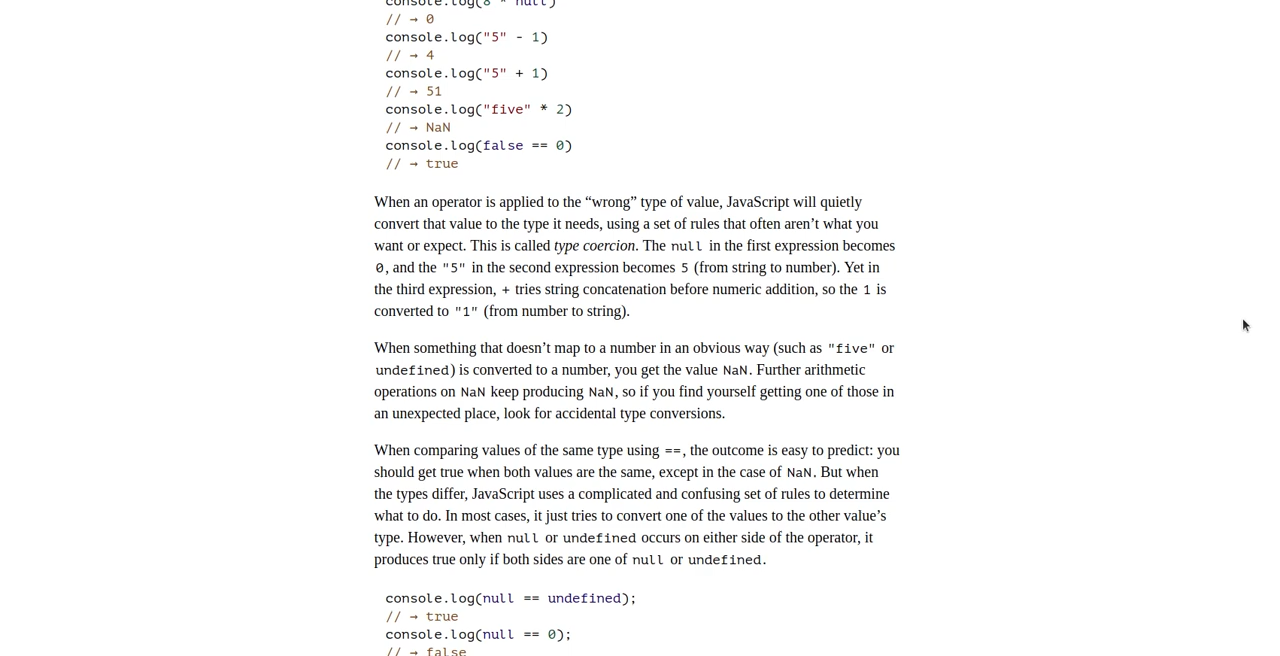 console.log(8 * null)
// → 0
console.log("5" - 1)
// → 4
console.log("5" + 1)
// → 51
console.log("five" * 2)
// → NaN
console.log(false == 0)
// → true
When an operator is applied to the “wrong” type of value, JavaScript will quietly
convert that value to the type it needs, using a set of rules that often aren’t what you
want or expect. This is called type coercion. The null in the first expression becomes
0, and the "5" in the second expression becomes 5 (from string to number). Yet in
the third expression, + tries string concatenation before numeric addition, so the 1 is
converted to "1" (from number to string).
When something that doesn’t map to a number in an obvious way (such as "five" or
undefined) is converted to a number, you get the value NaN. Further arithmetic
operations on NaN keep producing NaN, so if you find yourself getting one of those in
an unexpected place, look for accidental type conversions.
When comparing values of the same type using ==, the outcome is easy to predict: you
should get true when both values are the same, except in the case of NaN. But when
the types differ, JavaScript uses a complicated and confusing set of rules to determine
what to do. In most cases, it just tries to convert one of the values to the other value’s
type. However, when null or undefined occurs on either side of the operator, it
produces true only if both sides are one of null or undefined.
console.log(null == undefined);
// → true
console.log(null == 0);
// → false